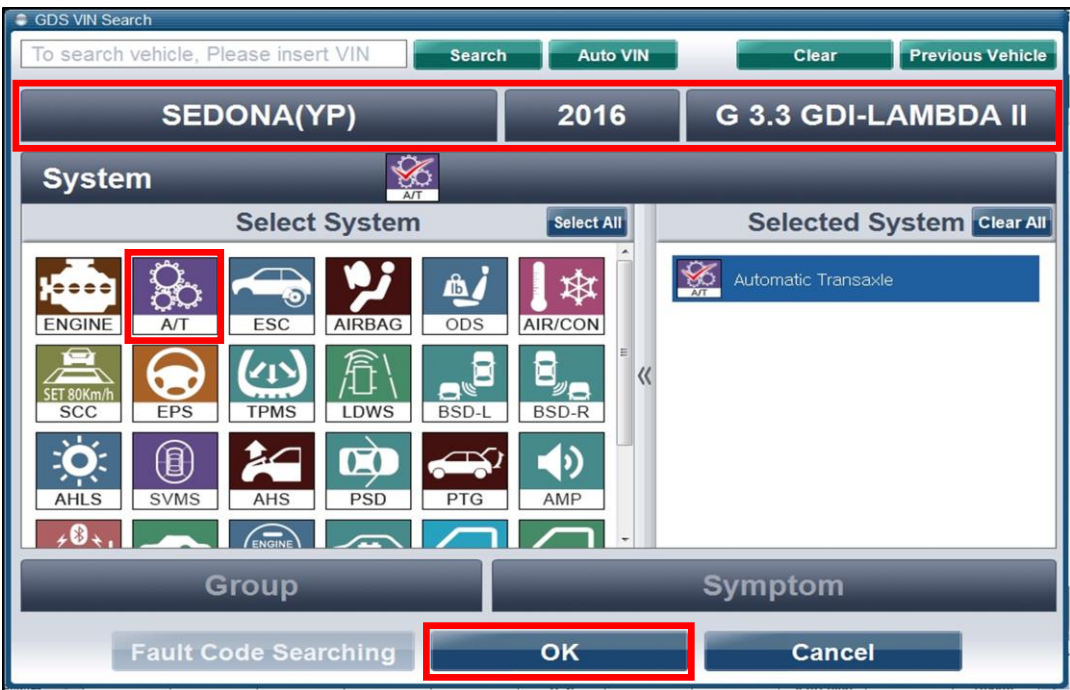 GDS VIN Search
To search vehicle, Please insert VIN Search Auto VIN Clear Previous Vehicle
SEDONA(YP) 2016 G 3.3 GDI-LAMBDA II
System A/T
Select System Select All Selected System Clear All
lb
A/T Automatic Transaxle
ENGINE A/T ESC AIRBAG ODS AIR/CON
SET 80Km/h
SCC EPS TPMS LDWS BSD-L BSD-R
AHLS SVMS AHS PSD PTG AMP
ENGINE
Group Symptom
Fault Code Searching OK Cancel